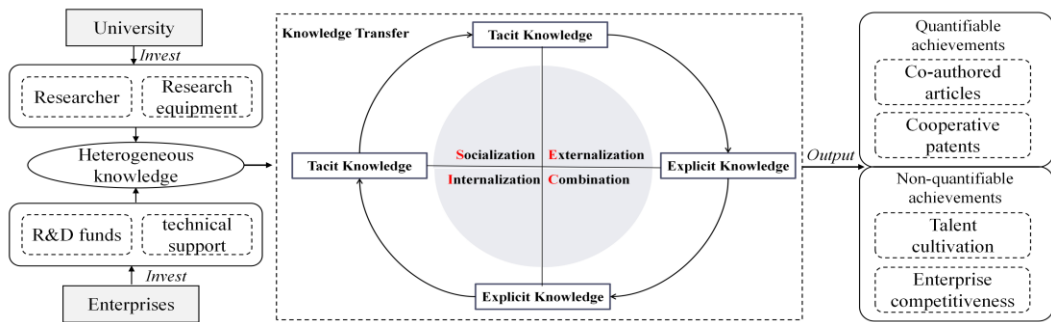 University
Invest
Researcher
Research
equipment
Heterogeneous
knowledge
R&D funds
technical
support
Invest
Enterprises
Knowledge Transfer
Tacit Knowledge
Tacit Knowledge
Socialization
Externalization
Internalization
Combination
Explicit Knowledge
Explicit Knowledge
Output
Quantifiable
achievements
Co-authored
articles
Cooperative
patents
Non-quantifiable
achievements
Talent
cultivation
Enterprise
competitiveness